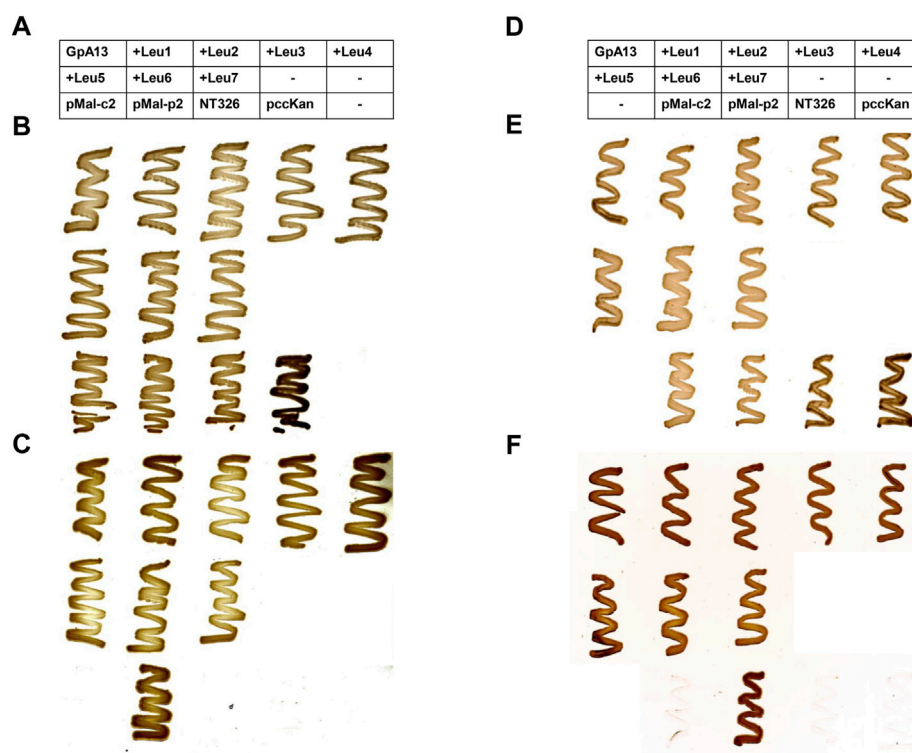 A
GpA13 +Leu1 +Leu2 +Leu3 +Leu4
+Leu5 +Leu6 +Leu7 - -
pMal-c2 pMal-p2 NT326 pccKan -
B
C
D
GpA13 +Leu1 +Leu2 +Leu3 +Leu4
+Leu5 +Leu6 +Leu7 - -
- pMal-c2 pMal-p2 NT326 pccKan
E
F